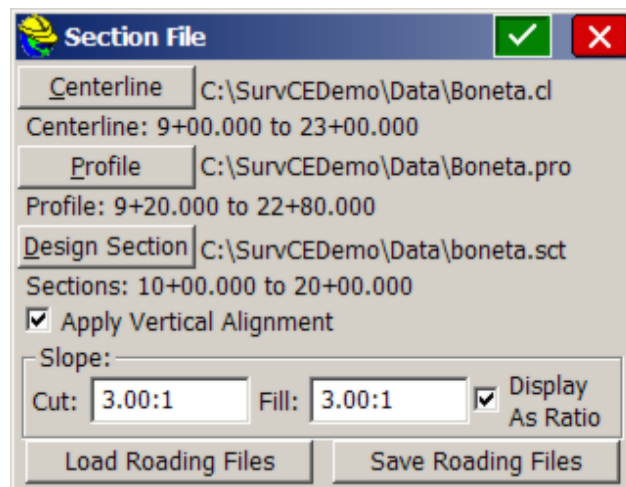 Section File
Centerline C:\SurvCEDemo\Data\Boneta.cl
Centerline: 9+00.000 to 23+00.000
Profile C:\SurvCEDemo\Data\Boneta.pro
Profile: 9+20.000 to 22+80.000
Design Section C:\SurvCEDemo\Data\boneta.sct
Sections: 10+00.000 to 20+00.000
Apply Vertical Alignment
Slope:
Cut: 3.00:1 Fill: 3.00:1 Display
As Ratio
Load Roading Files Save Roading Files